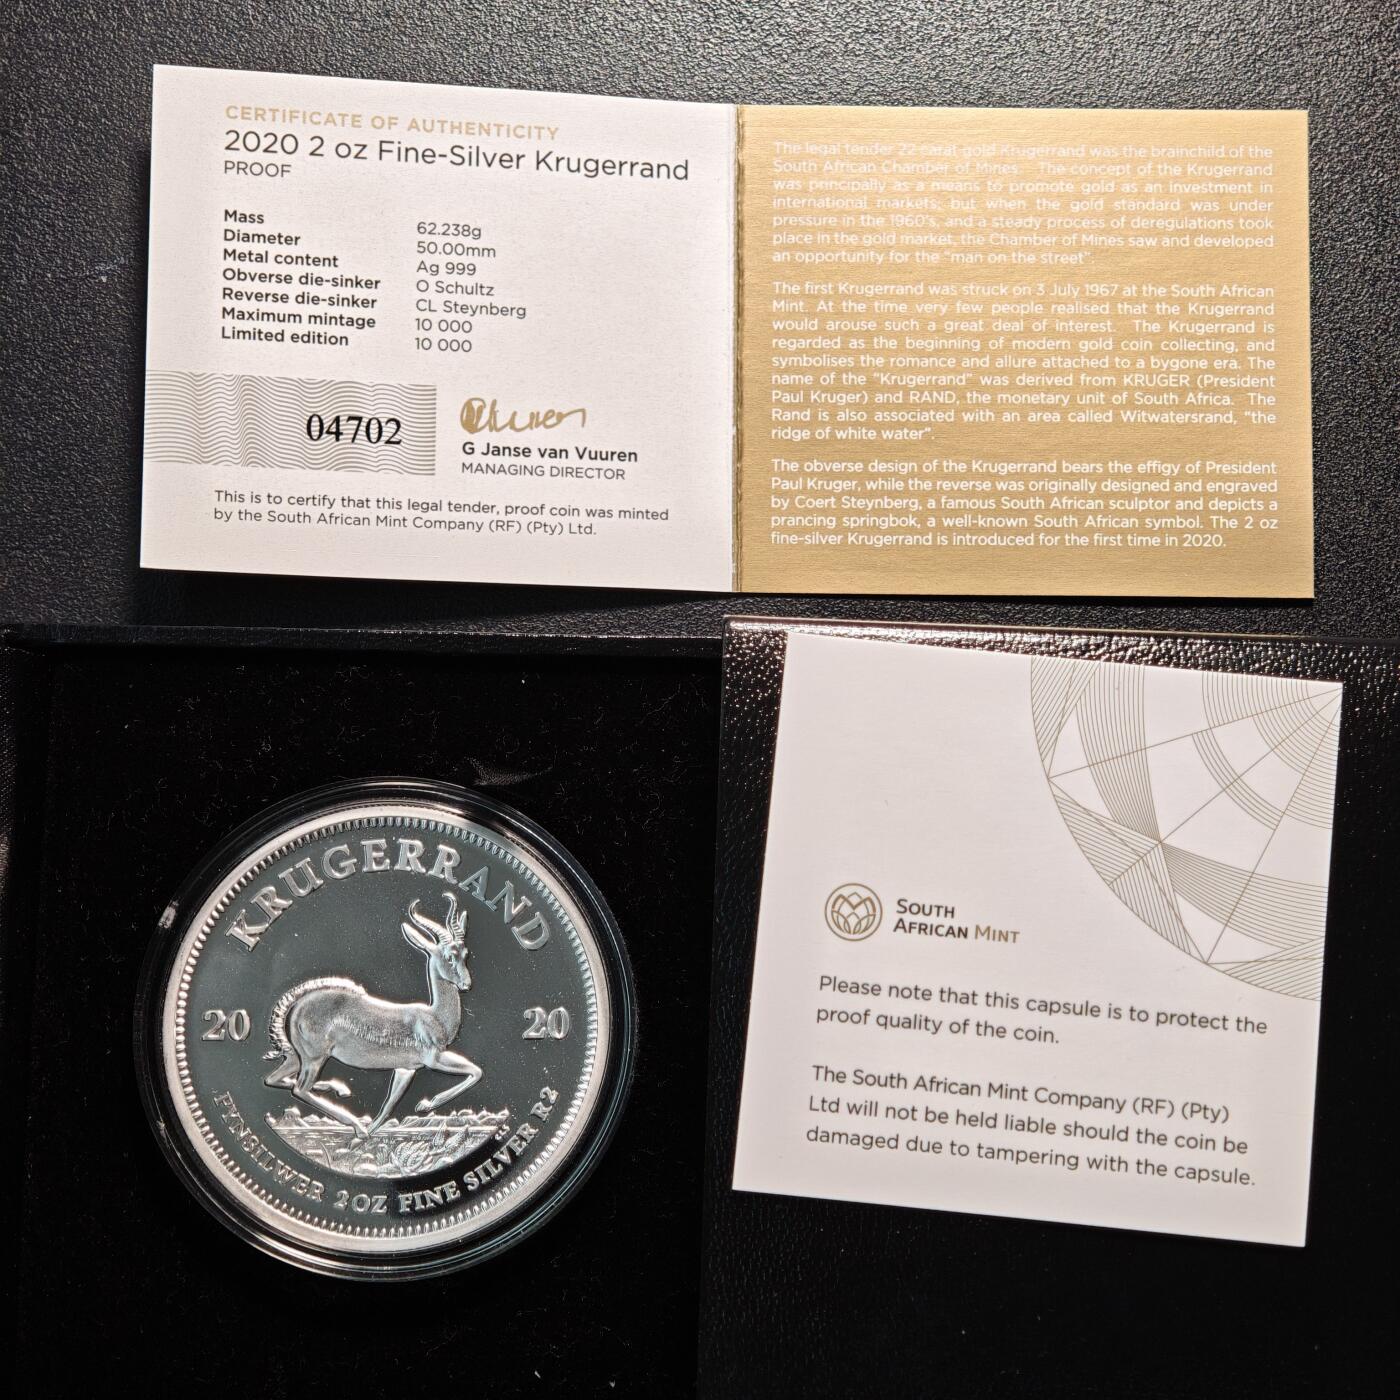 CERTIFICATE OF AUTHENTICITY
2020 2 oz Fine-Silver Krugerrand
PROOF
Mass 62.238g
Diameter 50.00mm
Metal content Ag 999
Obverse die-sinker O Schultz
Reverse die-sinker CL Steynberg
Maximum mintage 10 000
Limited edition 10 000
04702
G Janse van Vuuren
MANAGING DIRECTOR
This is to certify that this legal tender, proof coin was minted
by the South African Mint Company (RF) (Pty) Ltd.
The legal tender 22 carat gold Krugerrand was the brainchild of the
South African Chamber of Mines. The concept of the Krugerrand
was principally as a means to promote gold as an investment in
international markets; but when the gold standard was under
pressure in the 1960's, and a steady process of deregulations took
place in the gold market, the Chamber of Mines saw and developed
an opportunity for the "man on the street".
The first Krugerrand was struck on 3 July 1967 at the South African
Mint. At the time very few people realised that the Krugerrand
would arouse such a great deal of interest. The Krugerrand is
regarded as the beginning of modern gold coin collecting, and
symbolises the romance and allure attached to a bygone era. The
name of the "Krugerrand" was derived from KRUGER (President
Paul Kruger) and RAND, the monetary unit of South Africa. The
Rand is also associated with an area called Witwatersrand, "the
ridge of white water".
The obverse design of the Krugerrand bears the effigy of President
Paul Kruger, while the reverse was originally designed and engraved
by Coert Steynberg, a famous South African sculptor and depicts a
prancing springbok, a well-known South African symbol. The 2 oz
fine-silver Krugerrand is introduced for the first time in 2020.
KRUGERRAND
20 20
FYNSILWER 2 OZ FINE SILVER R2
SOUTH
AFRICAN MINT
Please note that this capsule is to protect the
proof quality of the coin.
The South African Mint Company (RF) (Pty)
Ltd will not be held liable should the coin be
damaged due to tampering with the capsule.